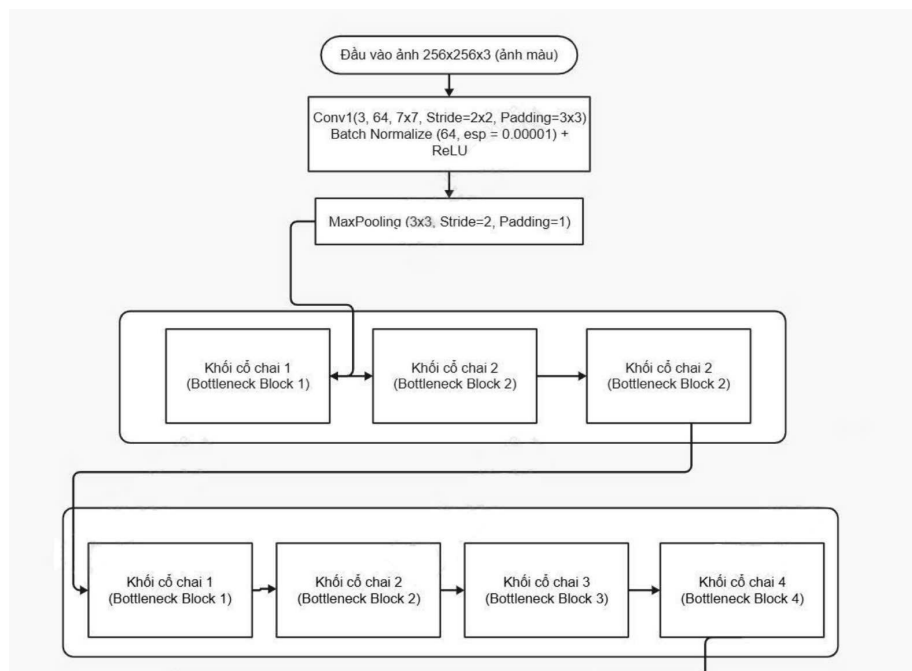 Đầu vào ảnh 256x256x3 (ảnh màu)
Conv1(3, 64, 7x7, Stride=2x2, Padding=3x3)
Batch Normalize (64, esp = 0.00001) +
ReLU
MaxPooling (3x3, Stride=2, Padding=1)
Khối cổ chai 1
(Bottleneck Block 1)
Khối cổ chai 2
(Bottleneck Block 2)
Khối cổ chai 2
(Bottleneck Block 2)
Khối cổ chai 1
(Bottleneck Block 1)
Khối cổ chai 2
(Bottleneck Block 2)
Khối cổ chai 3
(Bottleneck Block 3)
Khối cổ chai 4
(Bottleneck Block 4)